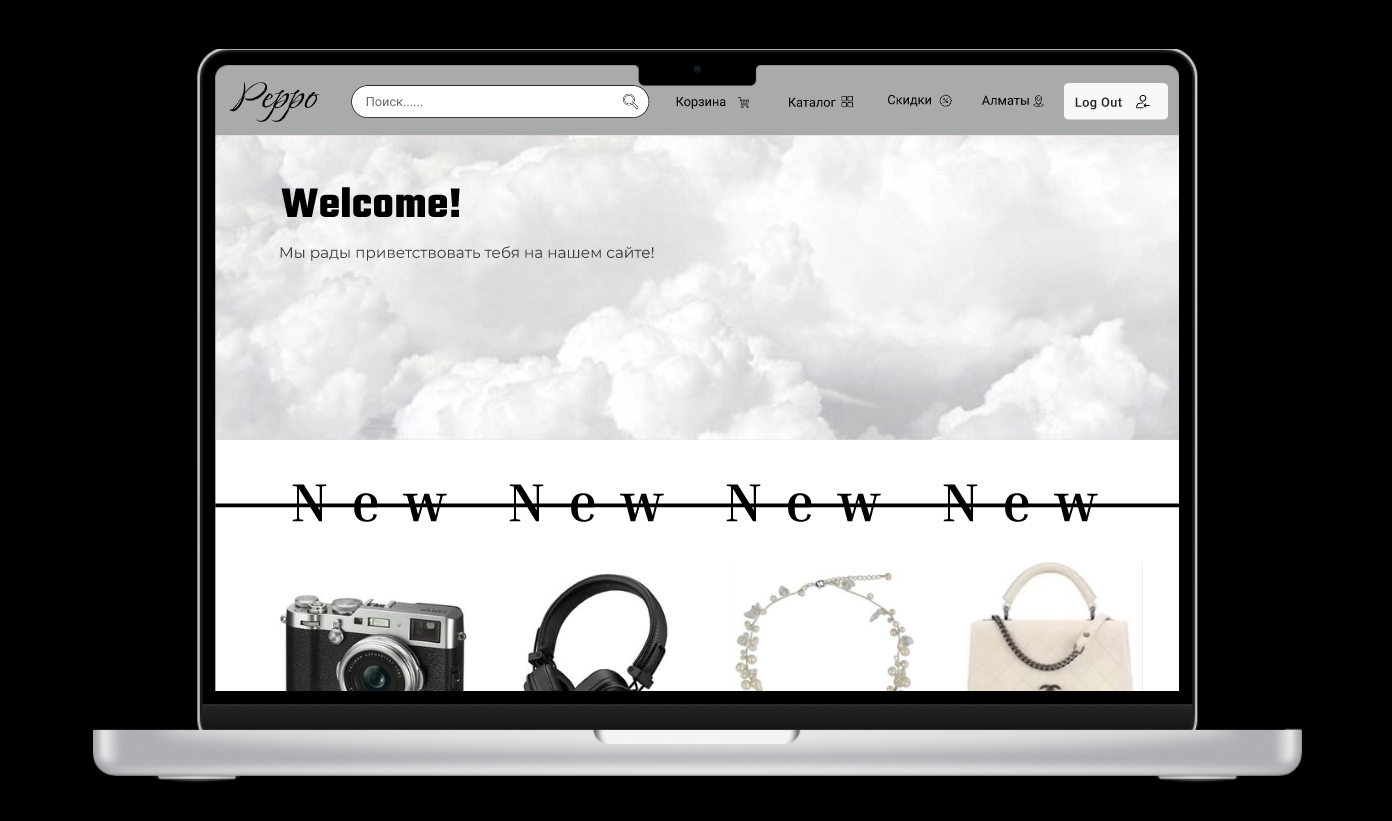 Peppo
Поиск......
Корзина
Каталог
Скидки
Алматы
Log Out
Welcome!
Мы рады приветствовать тебя на нашем сайте!
New New New New